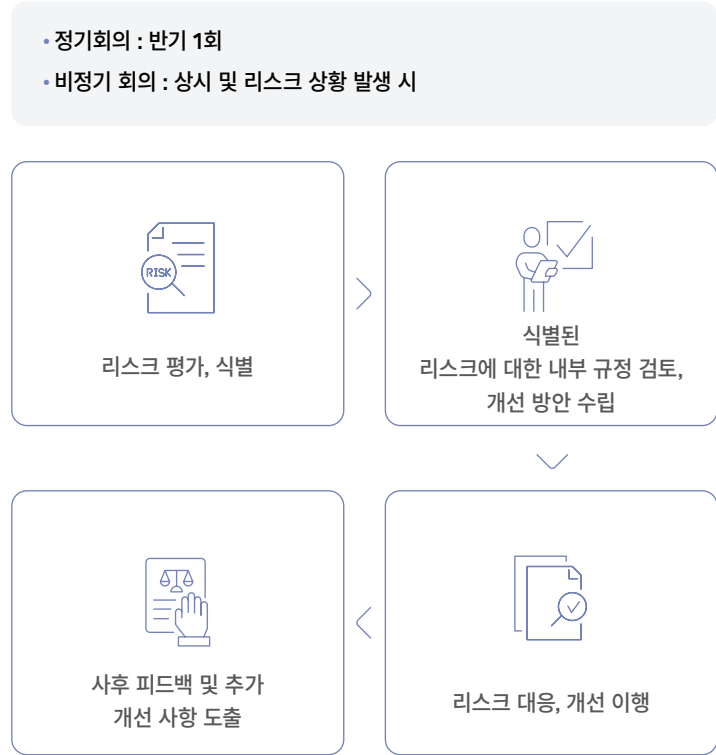 • 정기회의 : 반기 1회
• 비정기 회의 : 상시 및 리스크 상황 발생 시
RISK
리스크 평가, 식별
식별된
리스크에 대한 내부 규정 검토,
개선 방안 수립
리스크 대응, 개선 이행
사후 피드백 및 추가
개선 사항 도출